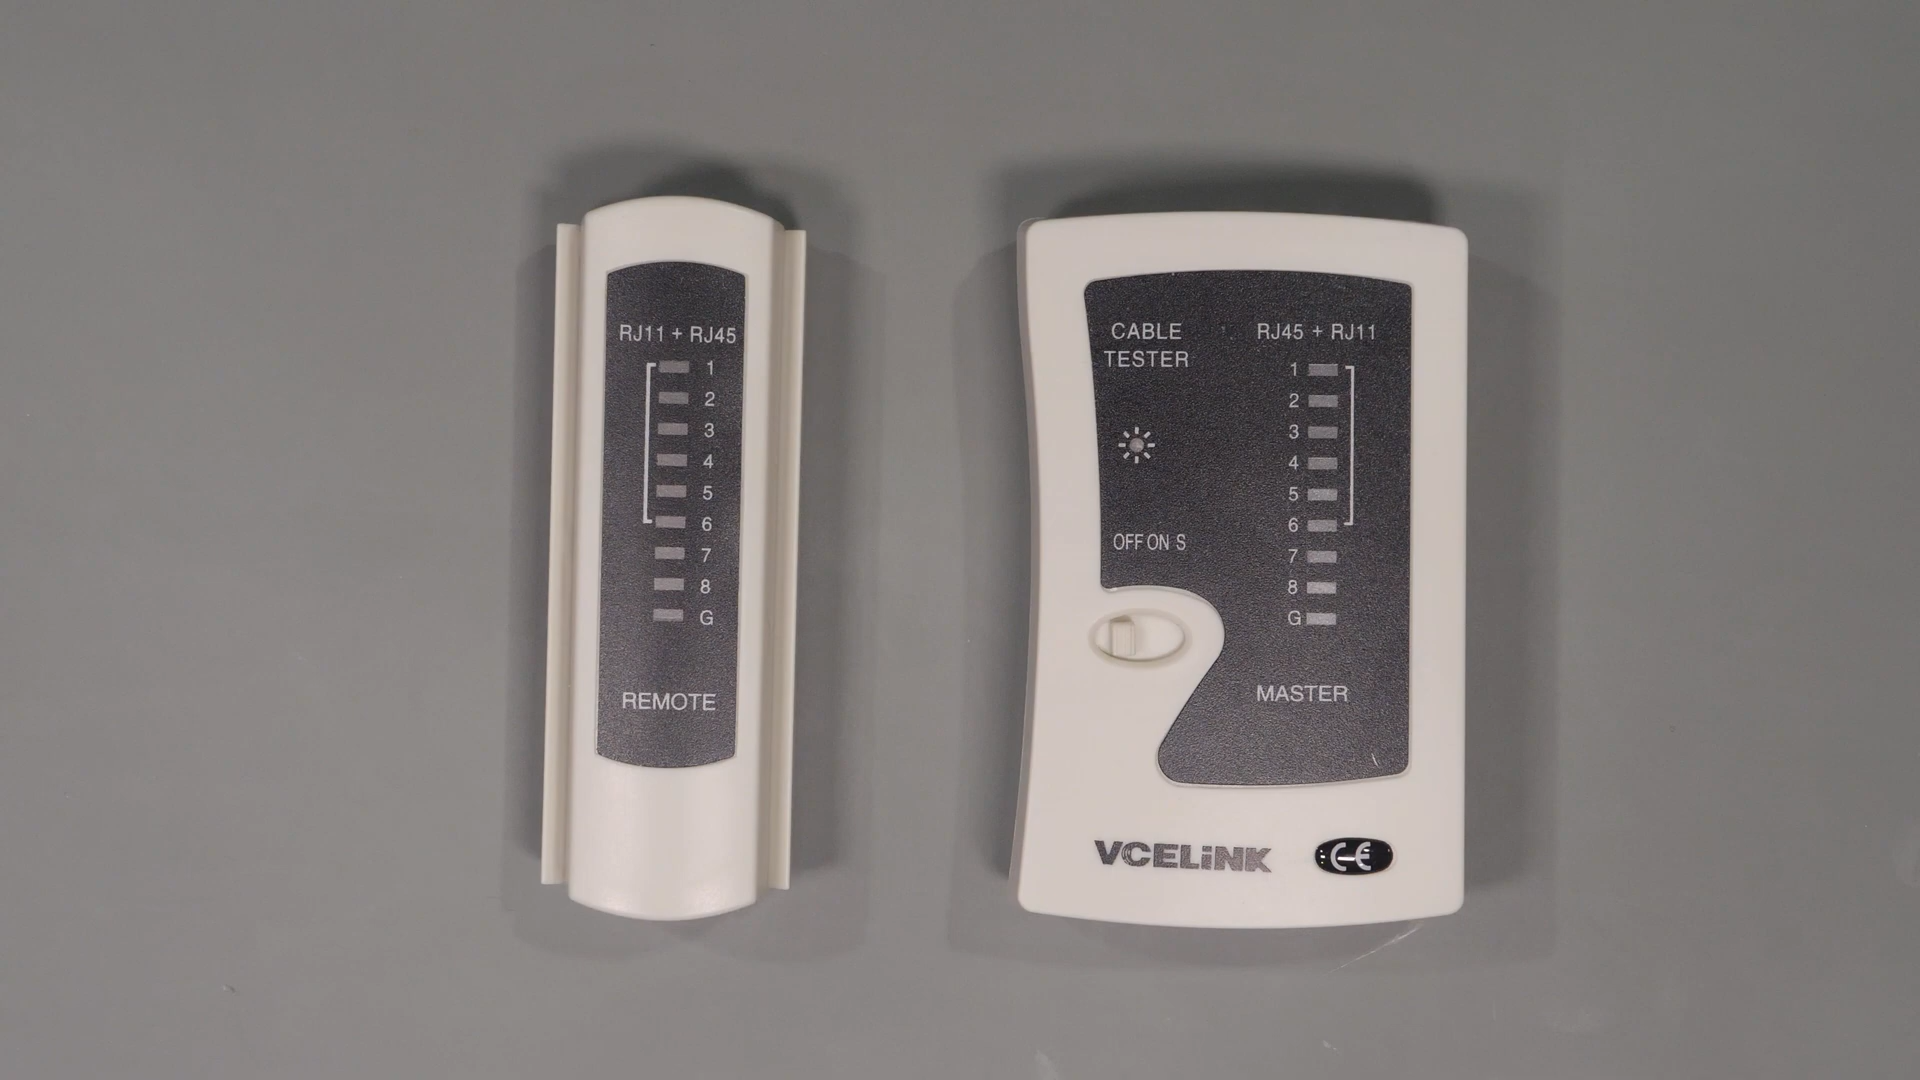 RJ11 + RJ45
1
2
3
4
5
6
7
8
G
REMOTE
CABLE
TESTER
OFF ON S
RJ45 + RJ11
1
2
3
4
5
6
7
8
G
MASTER
VCELiNK
CE